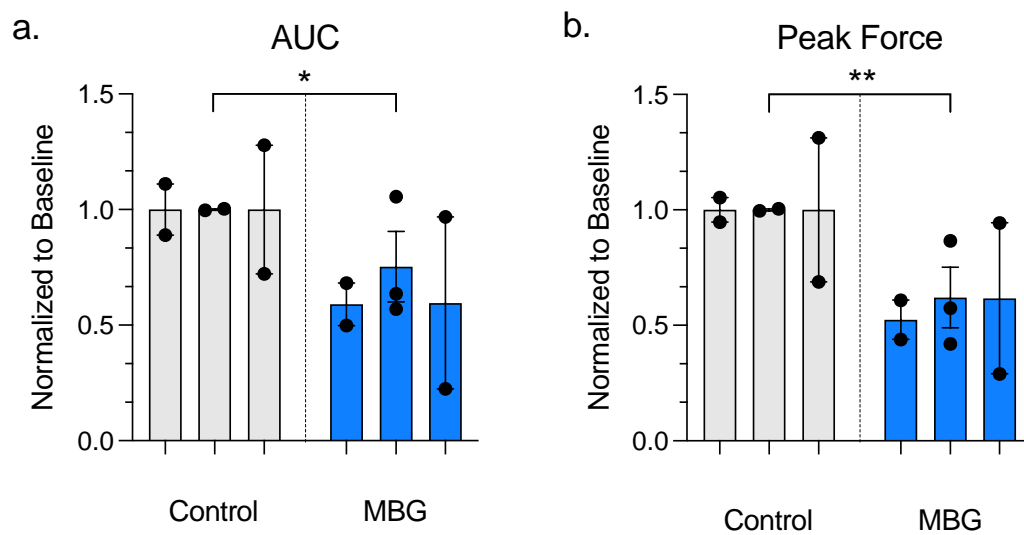 a.
AUC
*
Normalized to Baseline
1.5
1.0
0.5
0.0
Control
MBG
b.
Peak Force
**
Normalized to Baseline
1.5
1.0
0.5
0.0
Control
MBG